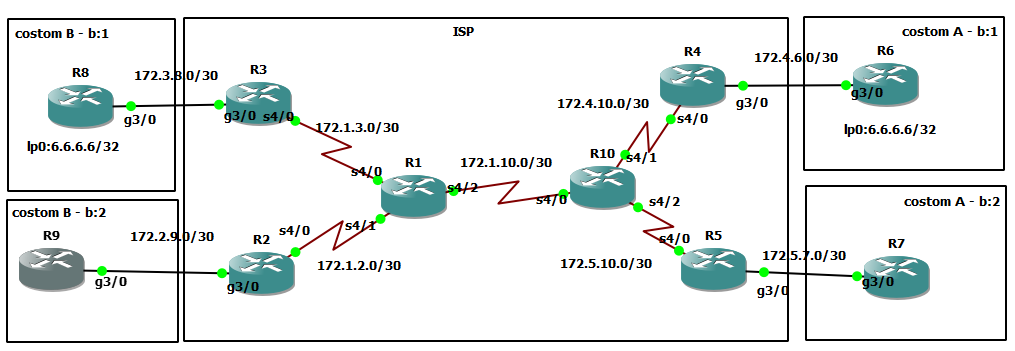 costom B - b:1
ISP
costom A - b:1
R8
172.3.8.0/30
R3
g3/0
g3/0
s4/0
lp0:6.6.6.6/32
172.1.3.0/30
R4
172.4.6.0/30
R6
g3/0
g3/0
172.4.10.0/30
s4/0
lp0:6.6.6.6/32
R1
s4/0
172.1.10.0/30
R10
s4/1
s4/2
s4/0
s4/2
s4/1
costom B - b:2
costom A - b:2
R9
172.2.9.0/30
R2
s4/0
g3/0
g3/0
172.1.2.0/30
s4/0
R5
172.5.7.0/30
R7
172.5.10.0/30
g3/0
g3/0